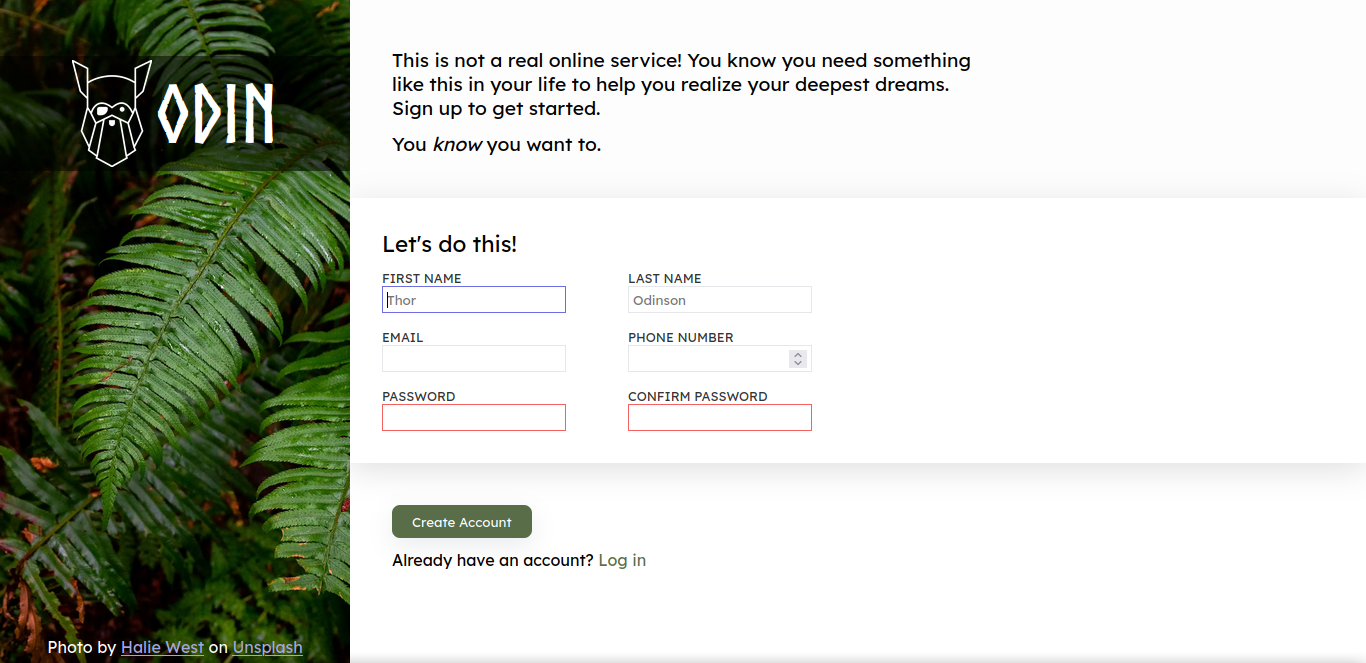 ODIN
This is not a real online service! You know you need something
like this in your life to help you realize your deepest dreams.
Sign up to get started.
You know you want to.
Let's do this!
FIRST NAME LAST NAME
Thor Odinson
EMAIL PHONE NUMBER
PASSWORD CONFIRM PASSWORD
Create Account
Already have an account? Log in
Photo by Halie West on Unsplash